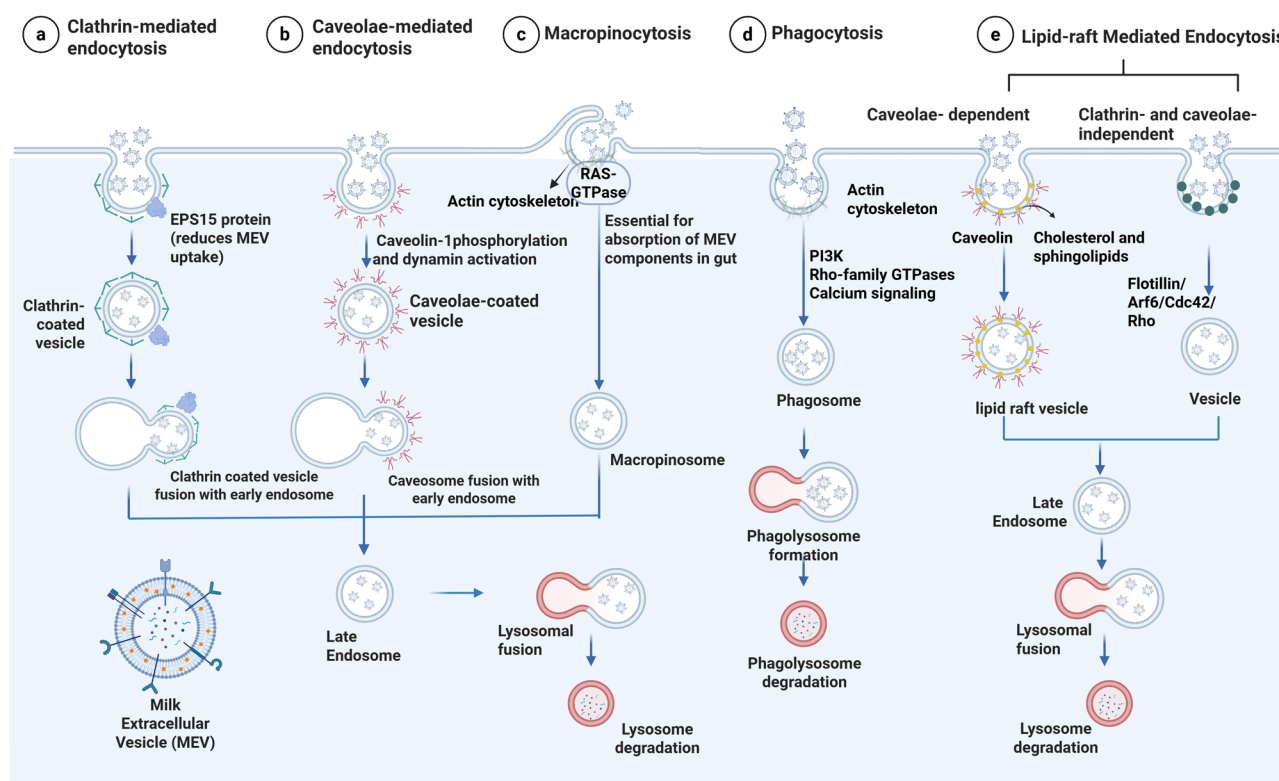 a
Clathrin-mediated
endocytosis
b
Caveolae-mediated
endocytosis
c
Macropinocytosis
d
Phagocytosis
e
Lipid-raft Mediated Endocytosis
Caveolae- dependent
Clathrin- and caveolae-
independent
EPS15 protein
(reduces MEV
uptake)
Clathrin-
coated
vesicle
Clathrin coated vesicle
fusion with early endosome
Caveolin-1phosphorylation
and dynamin activation
Caveolae-coated
vesicle
Caveosome fusion with
early endosome
RAS-
GTPase
Actin cytoskeleton
Essential for
absorption of MEV
components in gut
Macropinosome
Actin
cytoskeleton
PI3K
Rho-family GTPases
Calcium signaling
Phagosome
Phagolysosome
formation
Phagolysosome
degradation
Caveolin
Cholesterol and
sphingolipids
Flotillin/
Arf6/Cdc42/
Rho
lipid raft vesicle
Vesicle
Late
Endosome
Lysosomal
fusion
Lysosome
degradation
Milk
Extracellular
Vesicle (MEV)
Late
Endosome
Lysosomal
fusion
Lysosome
degradation